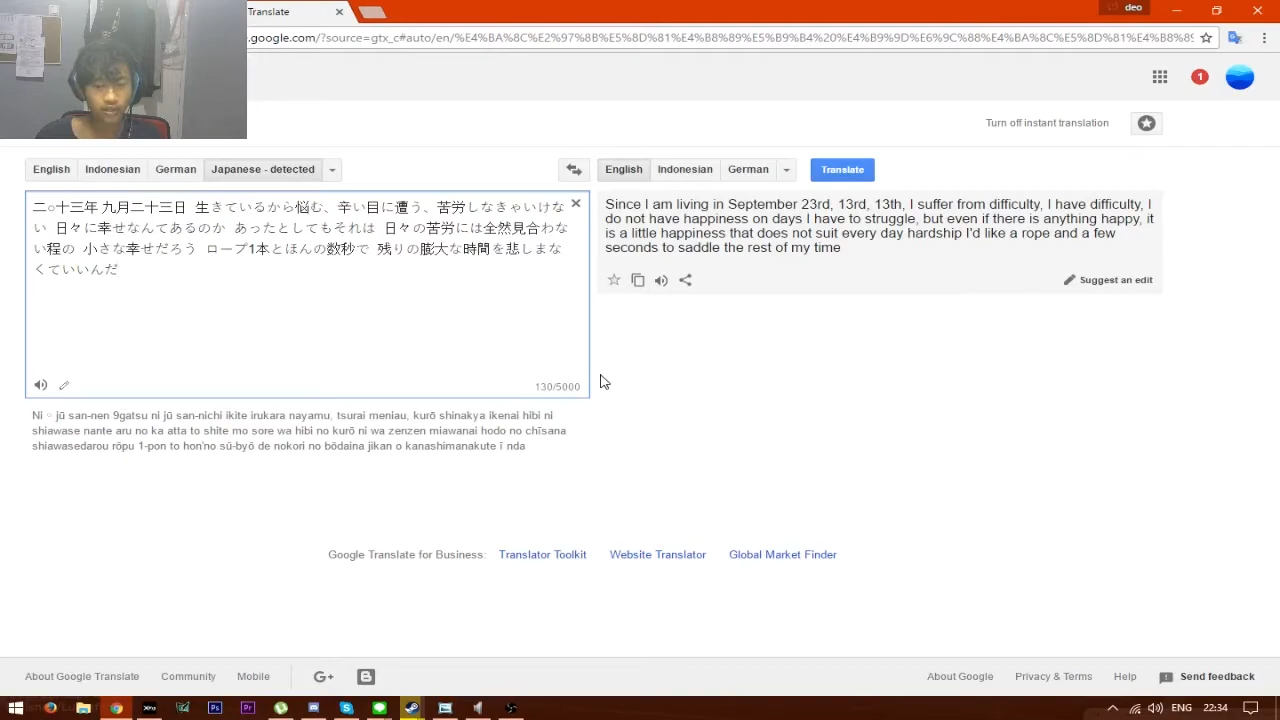 Translate
deo
.google.com/?source=gtx_c#auto/en/%E4%BA%8C%E2%97%8B%E5%8D%81%E4%B8%89%E5%B9%B4%20%E4%B9%9D%E6%9C%88%E4%BA%8C%E5%8D%81%E4%B8%89
1
Turn off instant translation
English Indonesian German Japanese - detected
English Indonesian German Translate
二○十三年 九月二十三日 生きているから悩む、辛い目に遭う、苦労しなきゃいけな
い 日々に幸せなんてあるのか あったとしてもそれは 日々の苦労には全然見合わな
い程の 小さな幸せだろう ロープ1本とほんの数秒で 残りの膨大な時間を悲しまな
くていいんだ
130/5000
Since I am living in September 23rd, 13rd, 13th, I suffer from difficulty, I have difficulty, I
do not have happiness on days I have to struggle, but even if there is anything happy, it
is a little happiness that does not suit every day hardship I'd like a rope and a few
seconds to saddle the rest of my time
Suggest an edit
Ni○ jū san-nen 9gatsu ni jū san-nichi ikite irukara nayamu, tsurai meniau, kurō shinakya ikenai hibi ni
shiawase nante aru no ka atta to shite mo sore wa hibi no kurō ni wa zenzen miawanai hodo no chīsana
shiawasedarou rōpu 1-pon to hon'no sū-byō de nokori no bōdaina jikan o kanashimanakute ī nda
Google Translate for Business: Translator Toolkit Website Translator Global Market Finder
About Google Translate Community Mobile G+
About Google Privacy & Terms Help Send feedback
Ps Pr ENG 22:34